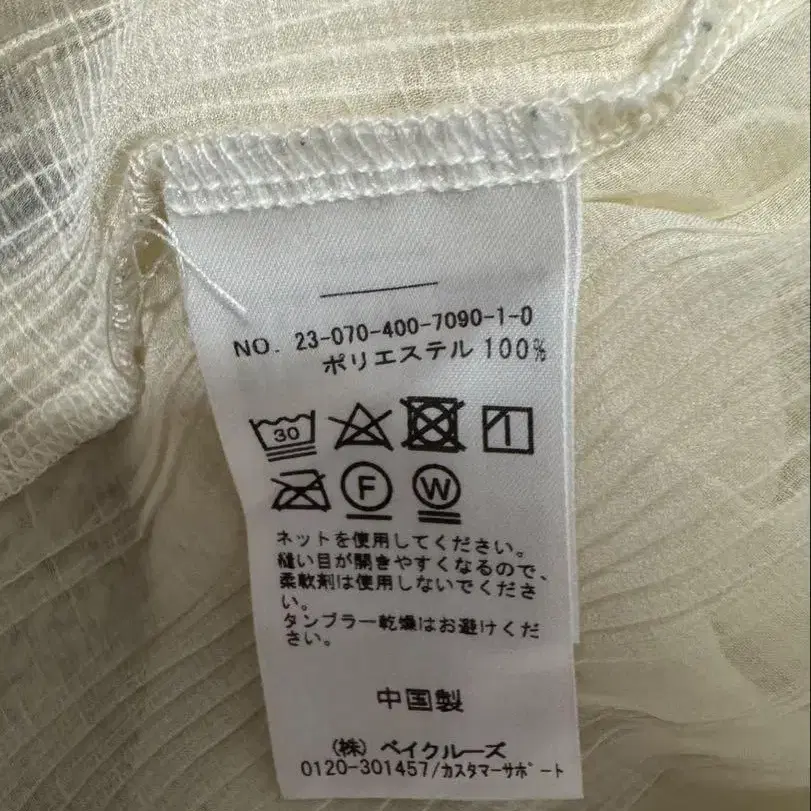 NO. 23-070-400-7090-1-0
ポリエステル 100%
30
F W
ネットを使用してください。
縫い目が開きやすくなるので、
柔軟剤は使用しないでくださ
い。
タンブラー乾燥はお避けくだ
さい。
中国製
(株) ベイクルーズ
0120-301457/カスタマーサポート